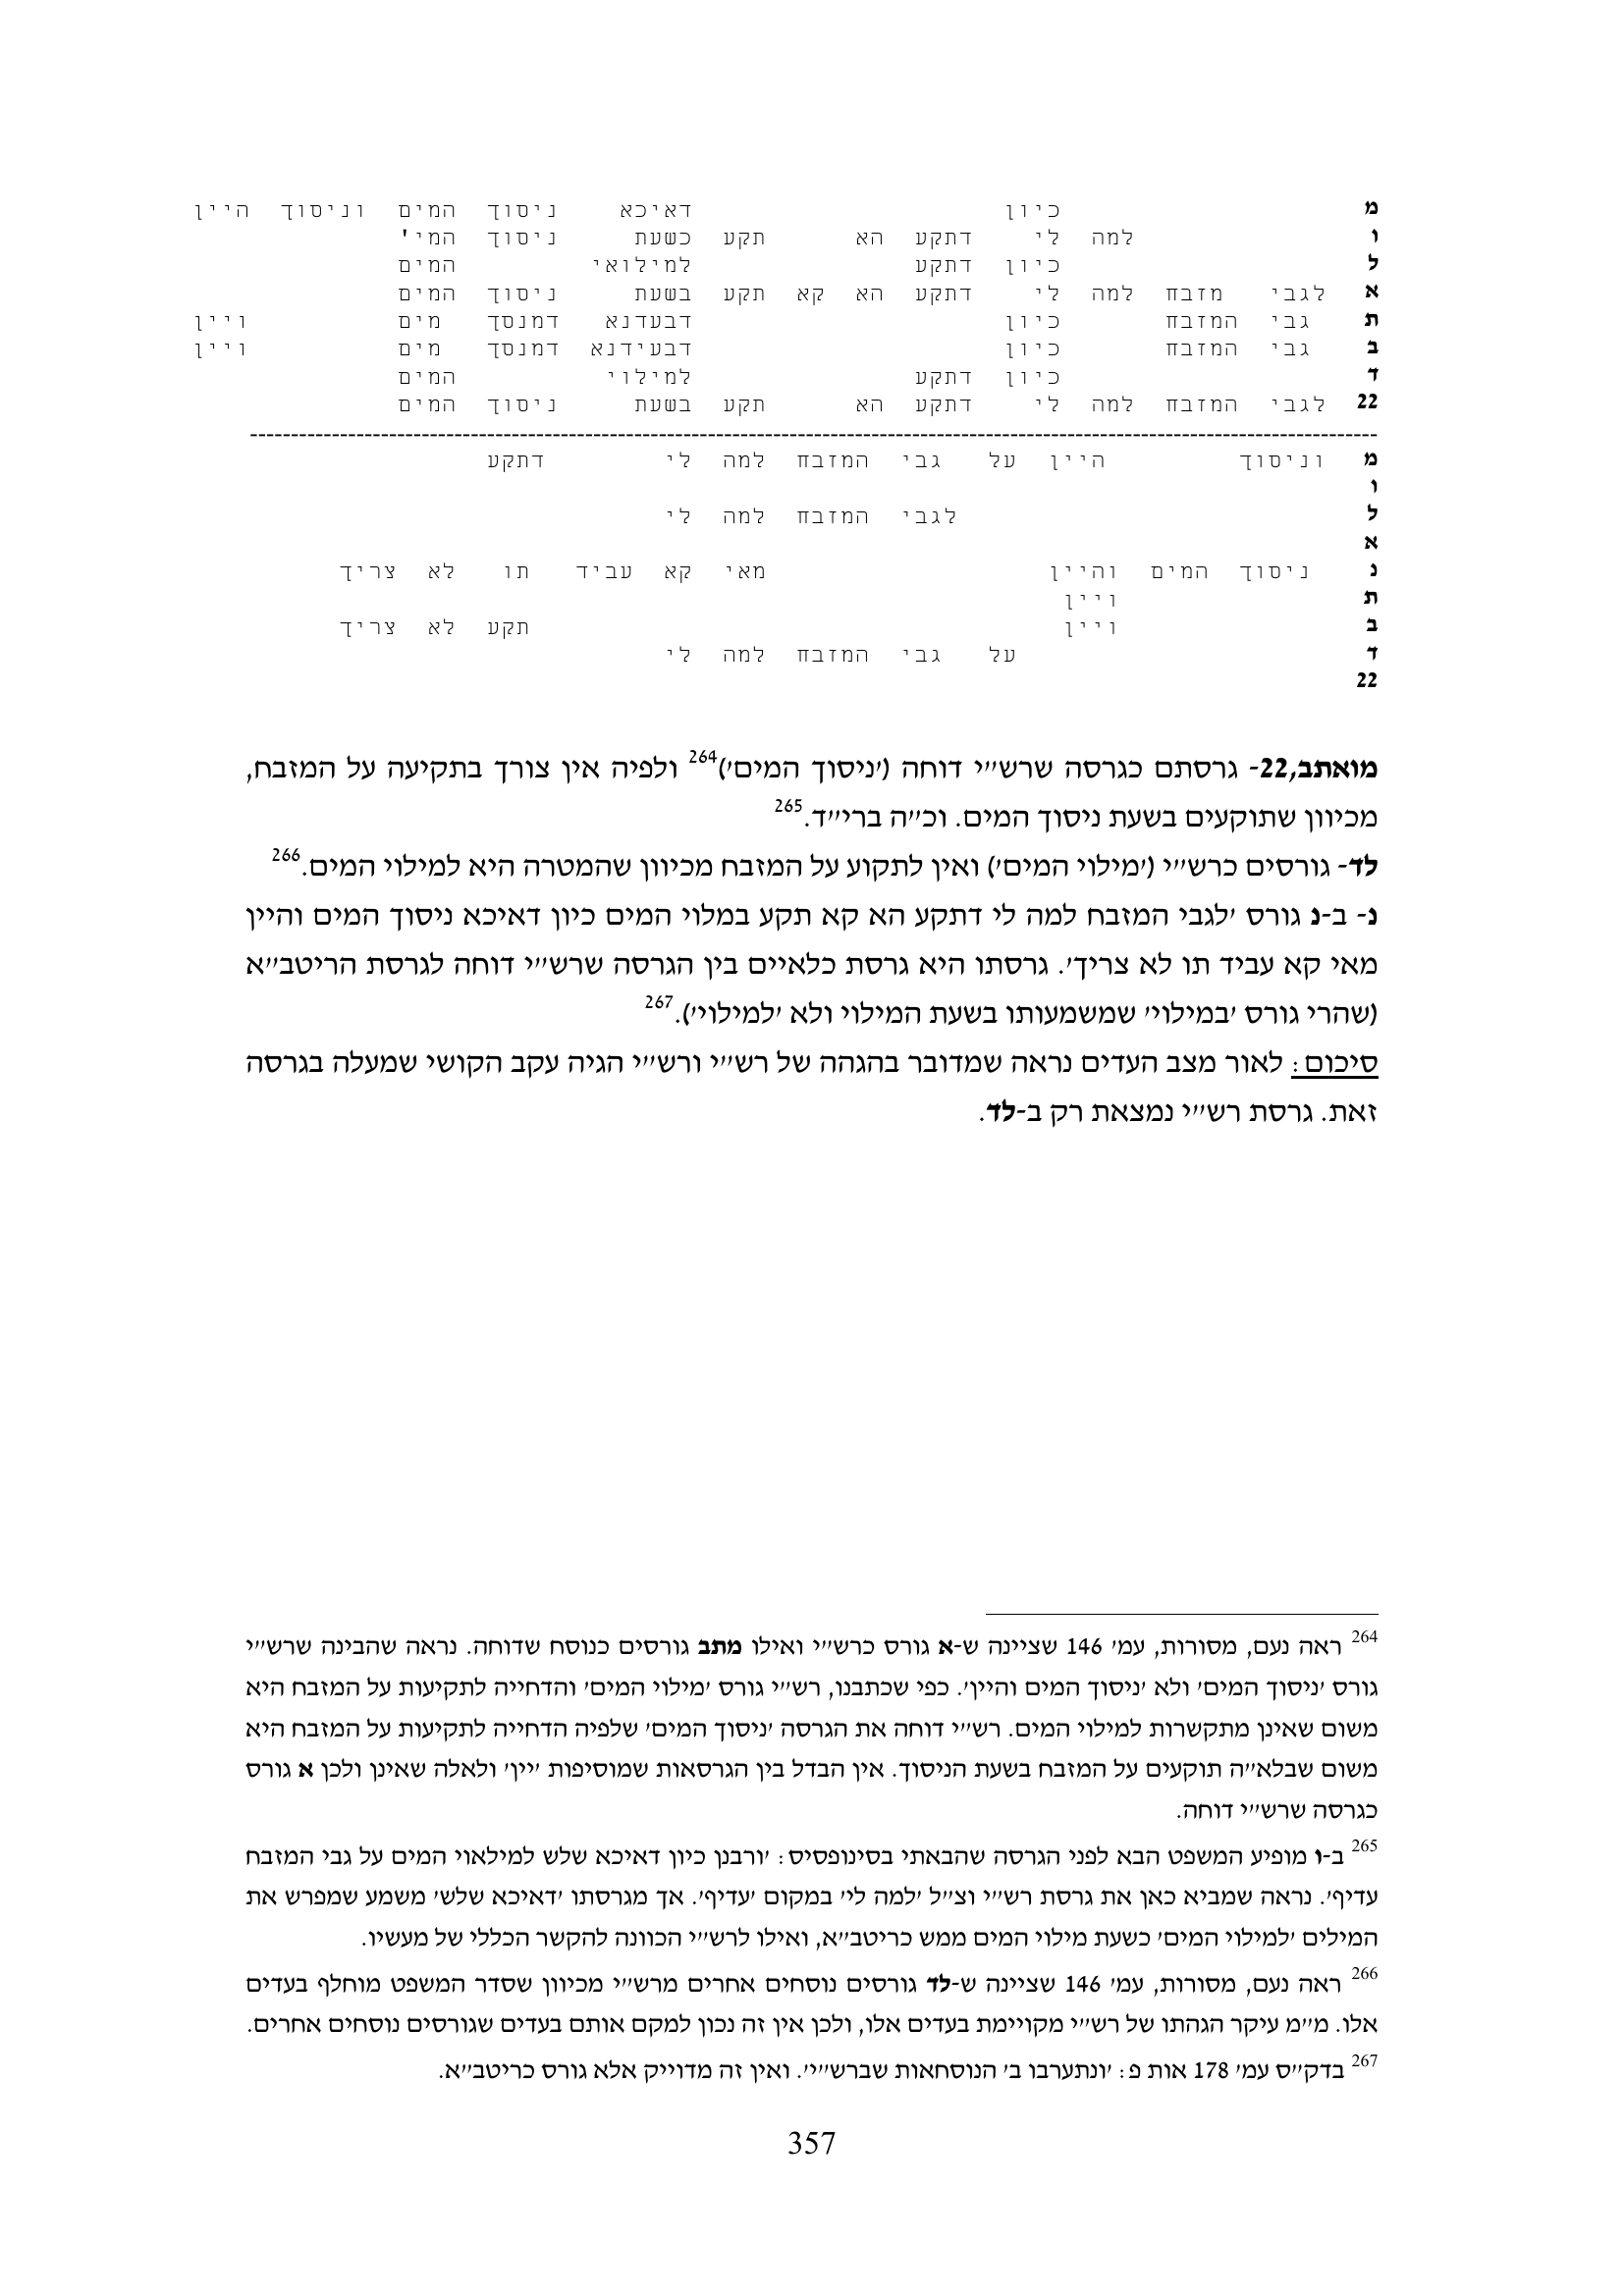 מ כיון דאיכא ניסוך המים וניסוך היין
ו למה לי דתקע הא תקע כשעת ניסוך המי'
ל כיון דתקע למילואי המים
א לגבי מזבח למה לי דתקע הא קא תקע בשעת ניסוך המים
ת גבי המזבח כיון דבעדנא דמנסך מים ויין
ב גבי המזבח כיון דבעידנא דמנסך מים ויין
ד כיון דתקע למילוי המים
22 לגבי המזבח למה לי דתקע הא תקע בשעת ניסוך המים
מ וניסוך היין על גבי המזבח למה לי דתקע
ו
ל לגבי המזבח למה לי
א
נ ניסוך המים והיין מאי קא עביד תו לא צריך
ת ויין
ב ויין תקע לא צריך
ד על גבי המזבח למה לי
22
מואתב,22- גרסתם כגרסה שרש״י דוחה (׳ניסוך המים׳)264 ולפיה אין צורך בתקיעה על המזבח,
מכיוון שתוקעים בשעת ניסוך המים. וכ״ה ברי״ד.265
לד- גורסים כרש״י (׳מילוי המים׳) ואין לתקוע על המזבח מכיוון שהמטרה היא למילוי המים.266
נ- ב-נ גורס ׳לגבי המזבח למה לי דתקע הא קא תקע במלוי המים כיון דאיכא ניסוך המים והיין
מאי קא עביד תו לא צריך׳. גרסתו היא גרסת כלאיים בין הגרסה שרש״י דוחה לגרסת הריטב״א
(שהרי גורס ׳במילוי׳ שמשמעותו בשעת המילוי ולא ׳למילוי׳).267
סיכום: לאור מצב העדים נראה שמדובר בהגהה של רש״י ורש״י הגיה עקב הקושי שמעלה בגרסה
זאת. גרסת רש״י נמצאת רק ב-לד.
264 ראה נעם, מסורות, עמ׳ 146 שציינה ש-א גורס כרש״י ואילו מתב גורסים כנוסח שדוחה. נראה שהבינה שרש״י
גורס ׳ניסוך המים׳ ולא ׳ניסוך המים והיין׳. כפי שכתבנו, רש״י גורס ׳מילוי המים׳ והדחייה לתקיעות על המזבח היא
משום שאינן מתקשרות למילוי המים. רש״י דוחה את הגרסה ׳ניסוך המים׳ שלפיה הדחייה לתקיעות על המזבח היא
משום שבלא״ה תוקעים על המזבח בשעת הניסוך. אין הבדל בין הגרסאות שמוסיפות ׳יין׳ ולאלה שאינן ולכן א גורס
כגרסה שרש״י דוחה.
265 ב-ו מופיע המשפט הבא לפני הגרסה שהבאתי בסינופסיס: ׳ורבנן כיון דאיכא שלש למילאוי המים על גבי המזבח
עדיף׳. נראה שמביא כאן את גרסת רש״י וצ״ל ׳למה לי׳ במקום ׳עדיף׳. אך מגרסתו ׳דאיכא שלש׳ משמע שמפרש את
המילים ׳למילוי המים׳ כשעת מילוי המים ממש כריטב״א, ואילו לרש״י הכוונה להקשר הכללי של מעשיו.
266 ראה נעם, מסורות, עמ׳ 146 שציינה ש-לד גורסים נוסחים אחרים מרש״י מכיוון שסדר המשפט מוחלף בעדים
אלו. מ״מ עיקר הגהתו של רש״י מקויימת בעדים אלו, ולכן אין זה נכון למקם אותם בעדים שגורסים נוסחים אחרים.
267 בדק״ס עמ׳ 178 אות פ: ׳ונתערבו ב׳ הנוסחאות שברש״י׳. ואין זה מדוייק אלא גורס כריטב״א.
357